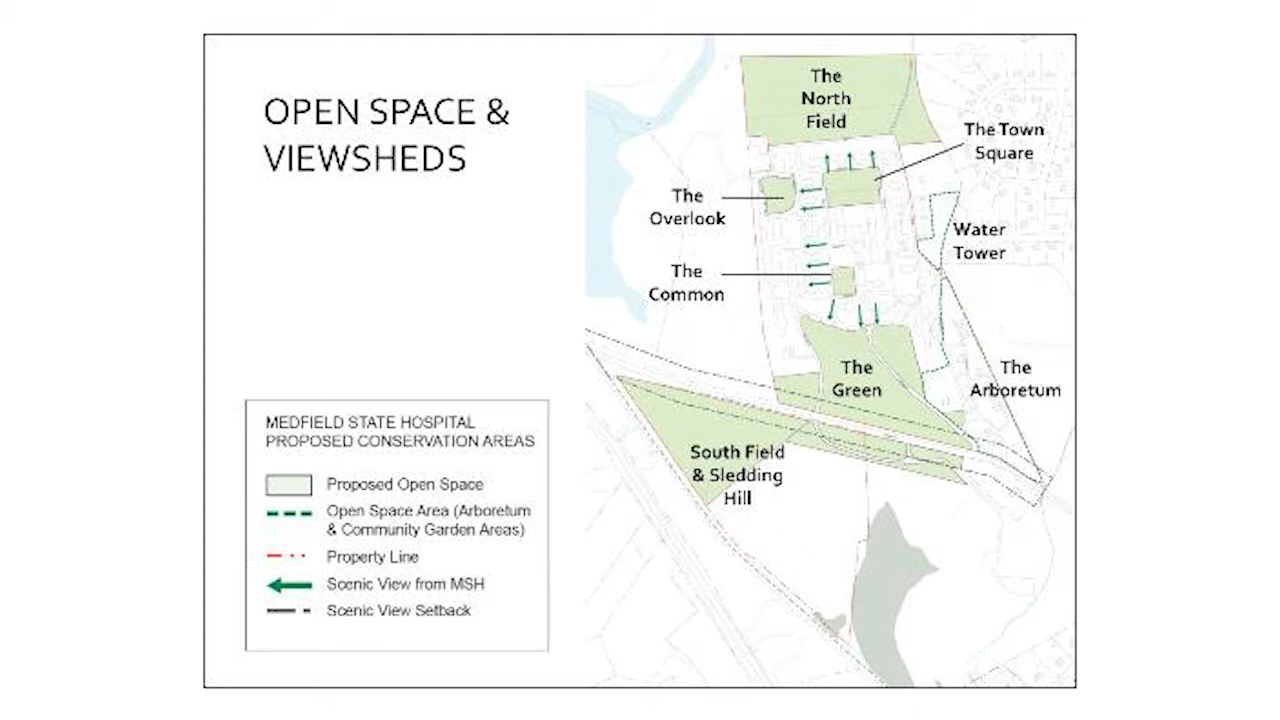 OPEN SPACE &
VIEWSHEDS
The
North
Field
The Town
Square
The
Overlook
Water
Tower
The
Common
The
Green
The
Arboretum
South Field
& Sledding
Hill
MEDFIELD STATE HOSPITAL
PROPOSED CONSERVATION AREAS
Proposed Open Space
Open Space Area (Arboretum
& Community Garden Areas)
Property Line
Scenic View from MSH
Scenic View Setback